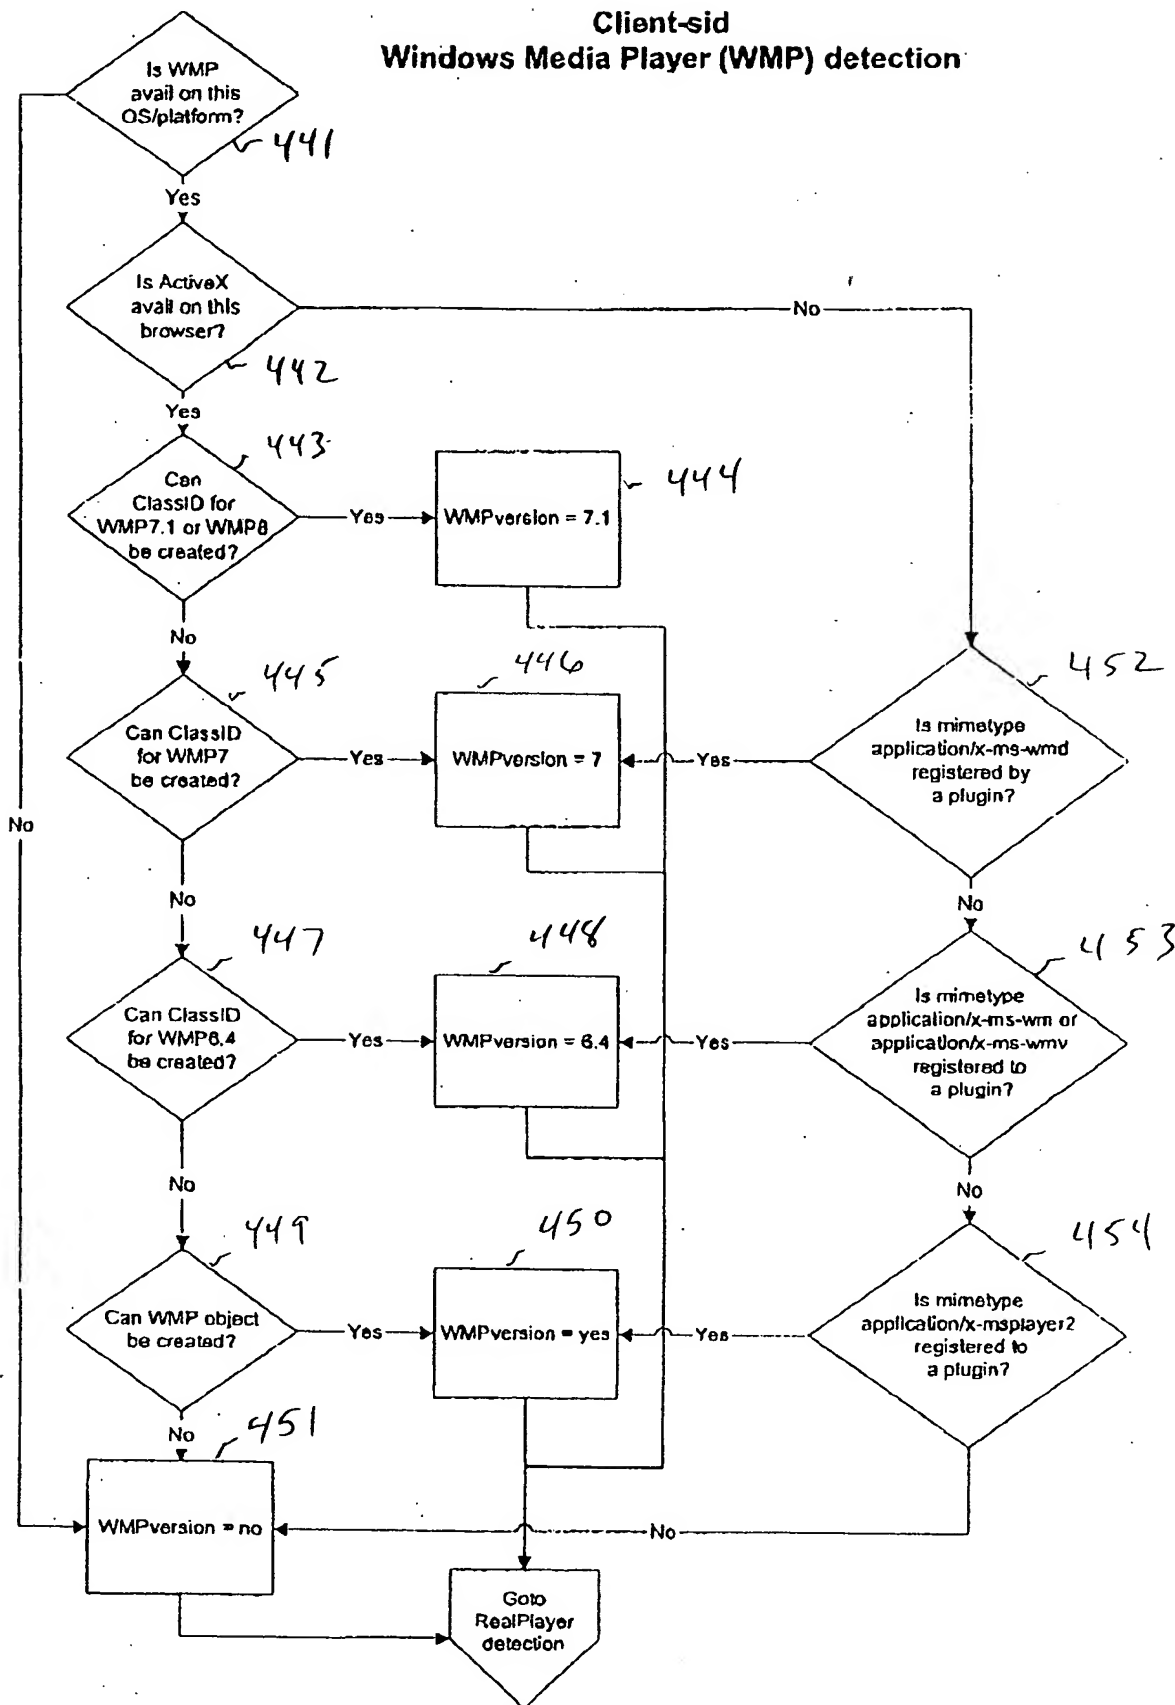 Client-sid
Windows Media Player (WMP) detection
Is WMP
avail on this
OS/platform?
441
Yes
Is ActiveX
avail on this
browser?
No
442
Yes
443
Can
ClassID for
WMP7.1 or WMP8
be created?
Yes
WMPversion = 7.1
444
No
445
Can ClassID
for WMP7
be created?
Yes
446
WMPversion = 7
Yes
452
Is mimetype
application/x-ms-wmd
registered by
a plugin?
No
No
No
447
Can ClassID
for WMP6.4
be created?
Yes
448
WMPversion = 6.4
Yes
453
Is mimetype
application/x-ms-wm or
application/x-ms-wmv
registered to
a plugin?
No
No
449
Can WMP object
be created?
Yes
450
WMPversion = yes
Yes
454
Is mimetype
application/x-msplayer2
registered to
a plugin?
No
451
WMPversion = no
No
Goto
RealPlayer
detection